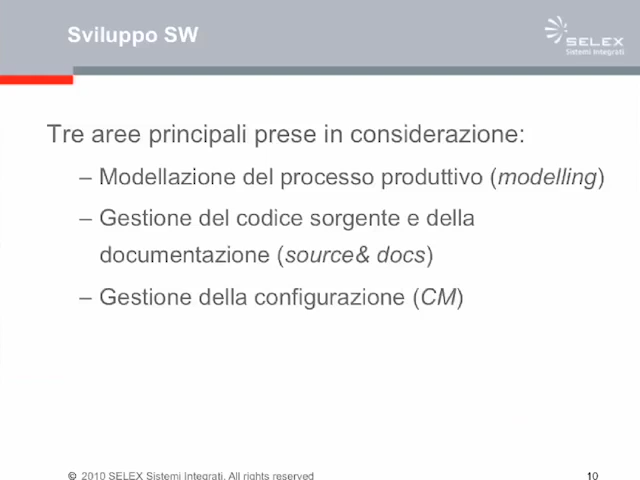 Sviluppo SW
SELEX
Sistemi Integrati
Tre aree principali prese in considerazione:
– Modellazione del processo produttivo (modelling)
– Gestione del codice sorgente e della
documentazione (source& docs)
– Gestione della configurazione (CM)
© 2010 SELEX Sistemi Integrati. All rights reserved
10